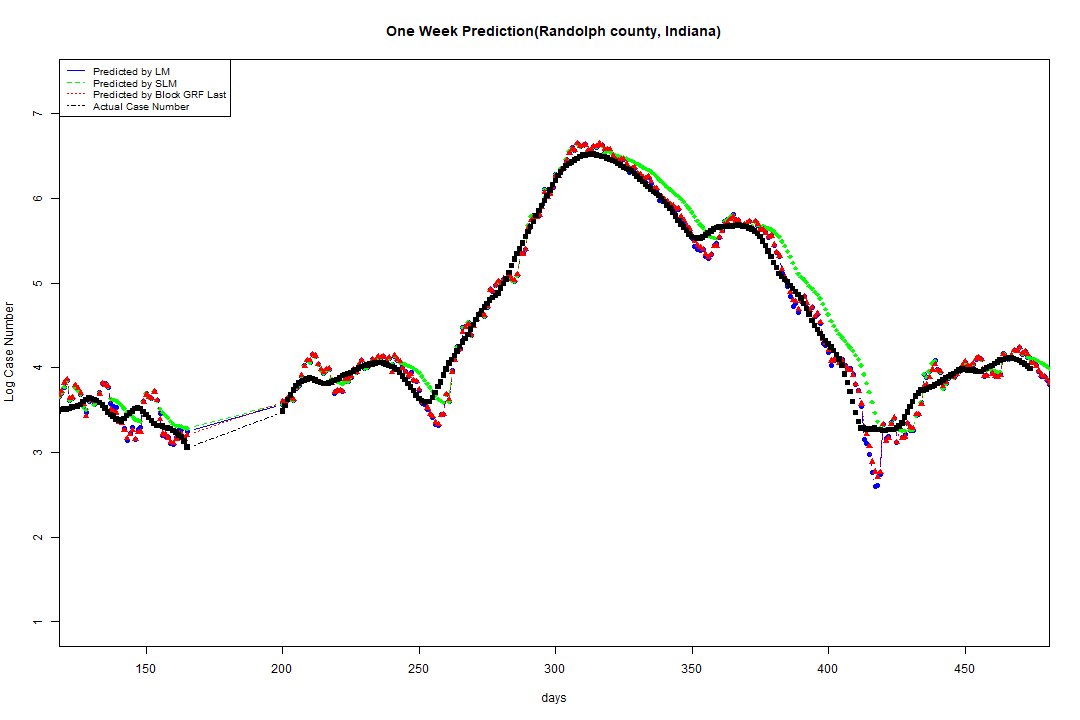 One Week Prediction(Randolph county, Indiana)
Predicted by LM
Predicted by SLM
Predicted by Block GRF Last
Actual Case Number
7
6
5
4
3
2
1
Log Case Number
150 200 250 300 350 400 450
days